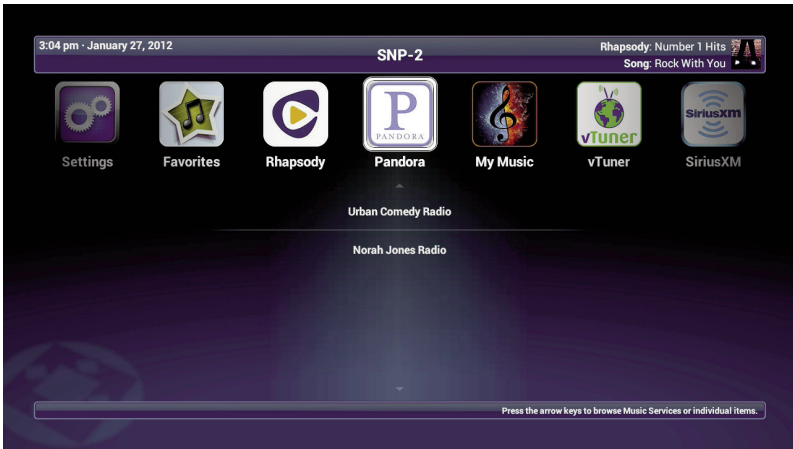 3:04 pm · January 27, 2012
SNP-2
Rhapsody: Number 1 Hits
Song: Rock With You
P
PANDORA
vTuner
SiriusXM
Settings
Favorites
Rhapsody
Pandora
My Music
vTuner
SiriusXM
Urban Comedy Radio
Norah Jones Radio
Press the arrow keys to browse Music Services or individual items.